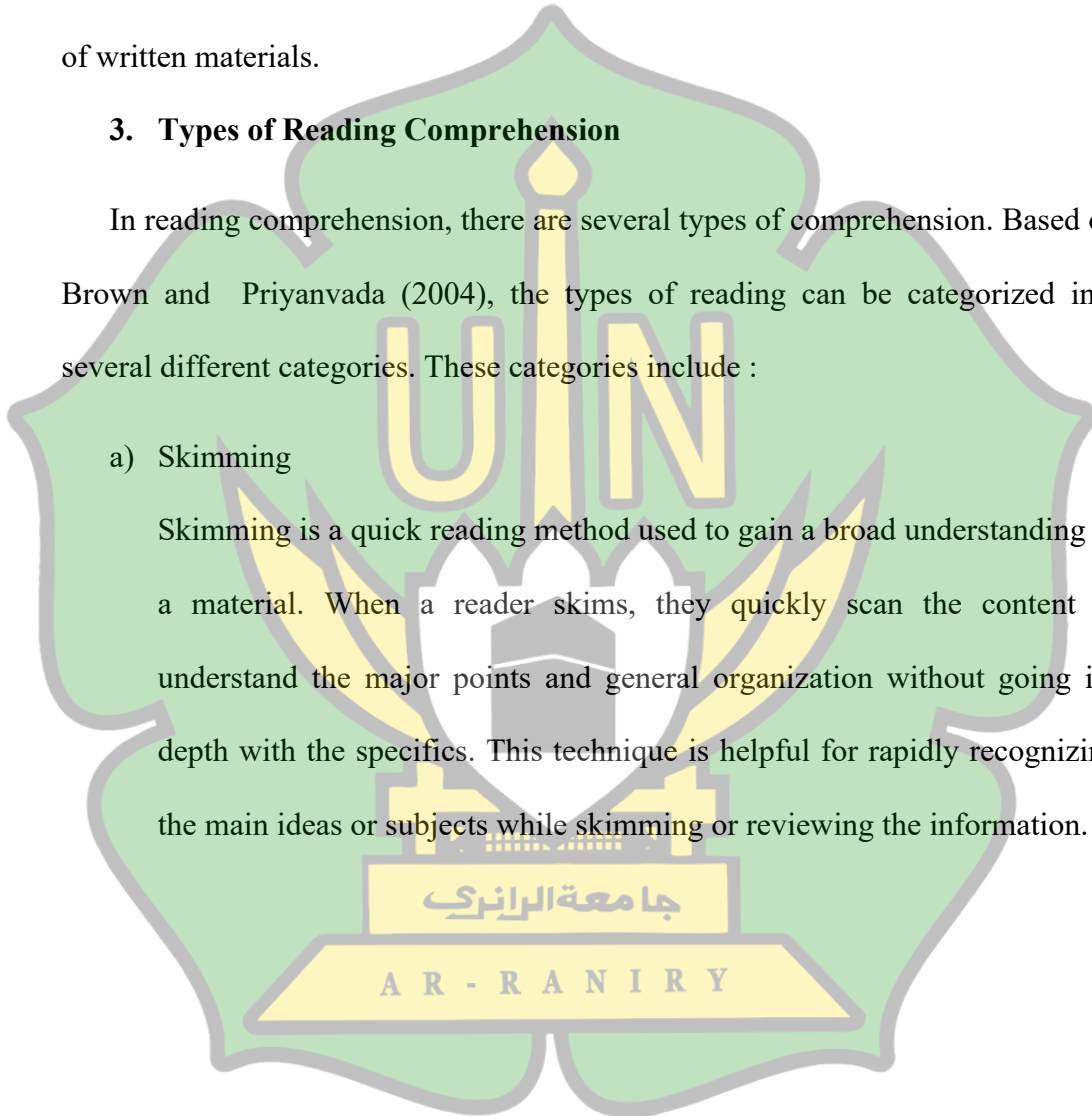 of written materials.
3. Types of Reading Comprehension
In reading comprehension, there are several types of comprehension. Based
Brown and Priyanvada (2004), the types of reading can be categorized
several different categories. These categories include :
a) Skimming
Skimming is a quick reading method used to gain a broad understanding
a material. When a reader skims, they quickly scan the content
understand the major points and general organization without going
depth with the specifics. This technique is helpful for rapidly
the main ideas or subjects while skimming or reviewing the information.
UIN
جامعة الرانري
AR-RANIRY